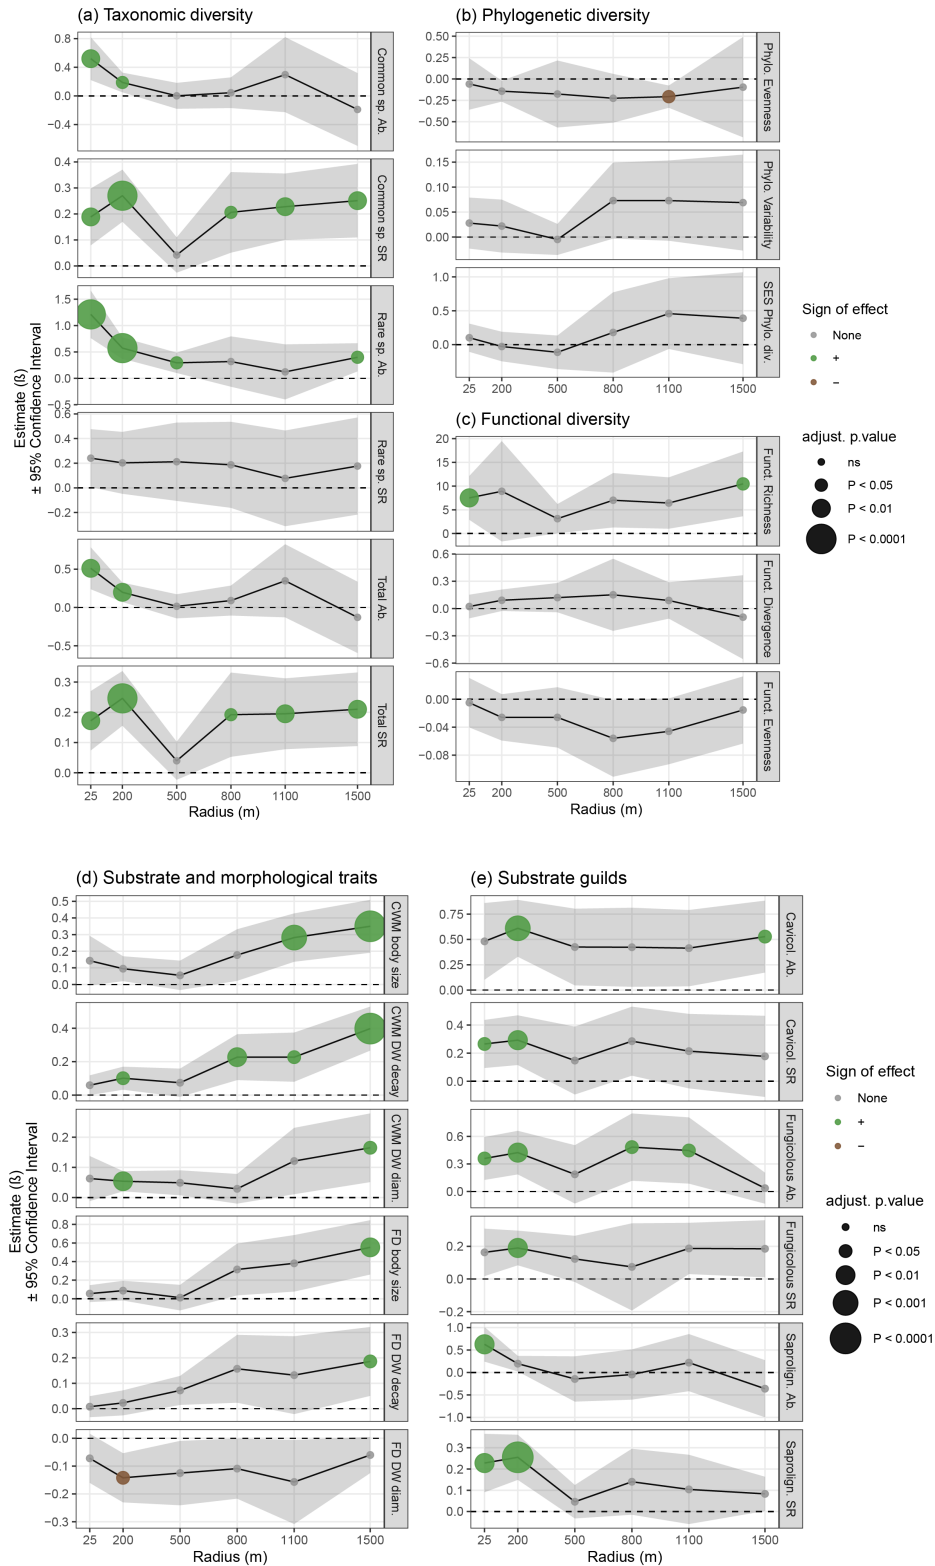 (a) Taxonomic diversity
0.8
0.4
0.0
−0.4
Common sp. Ab.
0.4
0.3
0.2
0.1
0.0
Common sp. SR
1.5
1.0
0.5
0.0
Rare sp. Ab.
0.6
0.4
0.2
0.0
−0.2
Rare sp. SR
0.5
0.0
−0.5
Total Ab.
0.3
0.2
0.1
0.0
Total SR
25 200 500 800 1100 1500
Radius (m)
Estimate (ß)
± 95% Confidence Interval
(b) Phylogenetic diversity
0.50
0.25
0.00
−0.25
−0.50
Phylo. Evenness
0.15
0.10
0.05
0.00
Phylo. Variability
1.0
0.5
0.0
SES Phylo. div.
25 200 500 800 1100 1500
(c) Functional diversity
20
15
10
5
0
Funct. Richness
0.6
0.3
0.0
−0.3
−0.6
Funct. Divergence
0.00
−0.04
−0.08
Funct. Evenness
25 200 500 800 1100 1500
Radius (m)
Sign of effect
None
+
−
adjust. p.value
ns
P < 0.05
P < 0.01
P < 0.0001
(d) Substrate and morphological traits
0.5
0.4
0.3
0.2
0.1
0.0
CWM body size
0.4
0.2
0.0
CWM DW decay
0.2
0.1
0.0
CWM DW diam.
0.8
0.6
0.4
0.2
0.0
FD body size
0.3
0.2
0.1
0.0
FD DW decay
0.0
−0.1
−0.2
−0.3
FD DW diam.
25 200 500 800 1100 1500
Radius (m)
Estimate (ß)
± 95% Confidence Interval
(e) Substrate guilds
0.75
0.50
0.25
0.00
Cavicol. Ab.
0.4
0.2
0.0
Cavicol. SR
0.6
0.3
0.0
Fungicolous Ab.
0.2
0.0
−0.2
Fungicolous SR
1.0
0.5
0.0
−0.5
−1.0
Saprolign. Ab.
0.3
0.2
0.1
0.0
Saprolign. SR
25 200 500 800 1100 1500
Radius (m)
Sign of effect
None
+
−
adjust. p.value
ns
P < 0.05
P < 0.01
P < 0.001
P < 0.0001